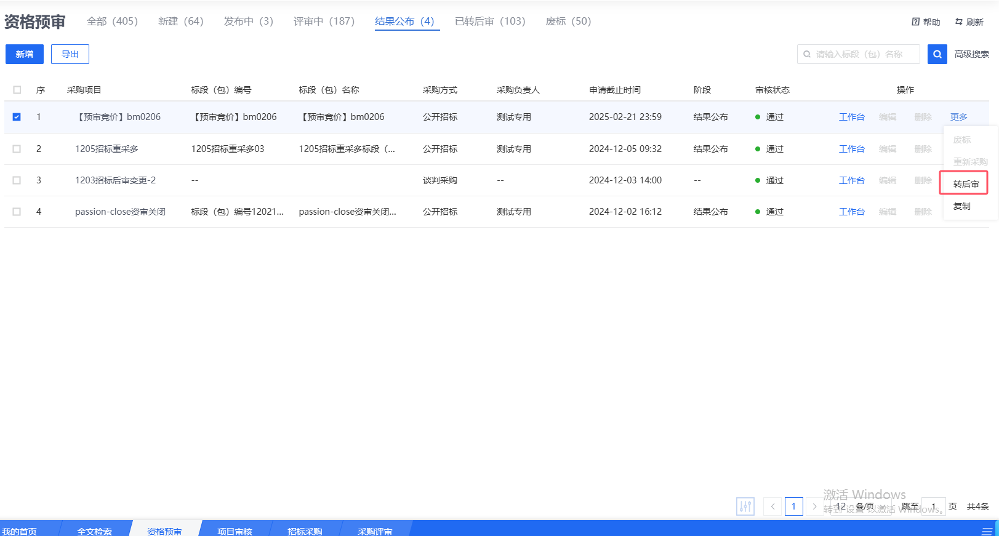 资格预审 全部（405） 新建（64） 发布中（3） 评审中（187） 结果公布（4） 已转后审（103） 废标（50） 帮助 刷新
新增 导出 请输入标段（包）名称 高级搜索
序 采购项目 标段（包）编号 标段（包）名称 采购方式 采购负责人 申请截止时间 阶段 审核状态 操作
1 【预审竞价】bm0206 【预审竞价】bm0206 【预审竞价】bm0206 公开招标 测试专用 2025-02-21 23:59 结果公布 通过 工作台 编辑 删除 更多
废标
2 1205招标重采多 1205招标重采多03 1205招标重采多标段（... 公开招标 测试专用 2024-12-05 09:32 结果公布 通过 工作台 编辑 删除
重新采购
3 1203招标后审变更-2 -- 谈判采购 -- 2024-12-03 14:00 -- 通过 工作台 编辑 删除
转后审
复制
4 passion-close资审关闭 标段（包）编号12021... passion-close资审关闭... 公开招标 测试专用 2024-12-02 16:12 结果公布 通过 工作台 编辑 删除
激活 Windows
转到"设置"以激活 Windows。
1 12 条/页 跳至 1 页 共4条
我的首页 全文检索 资格预审 项目审核 招标采购 采购评审